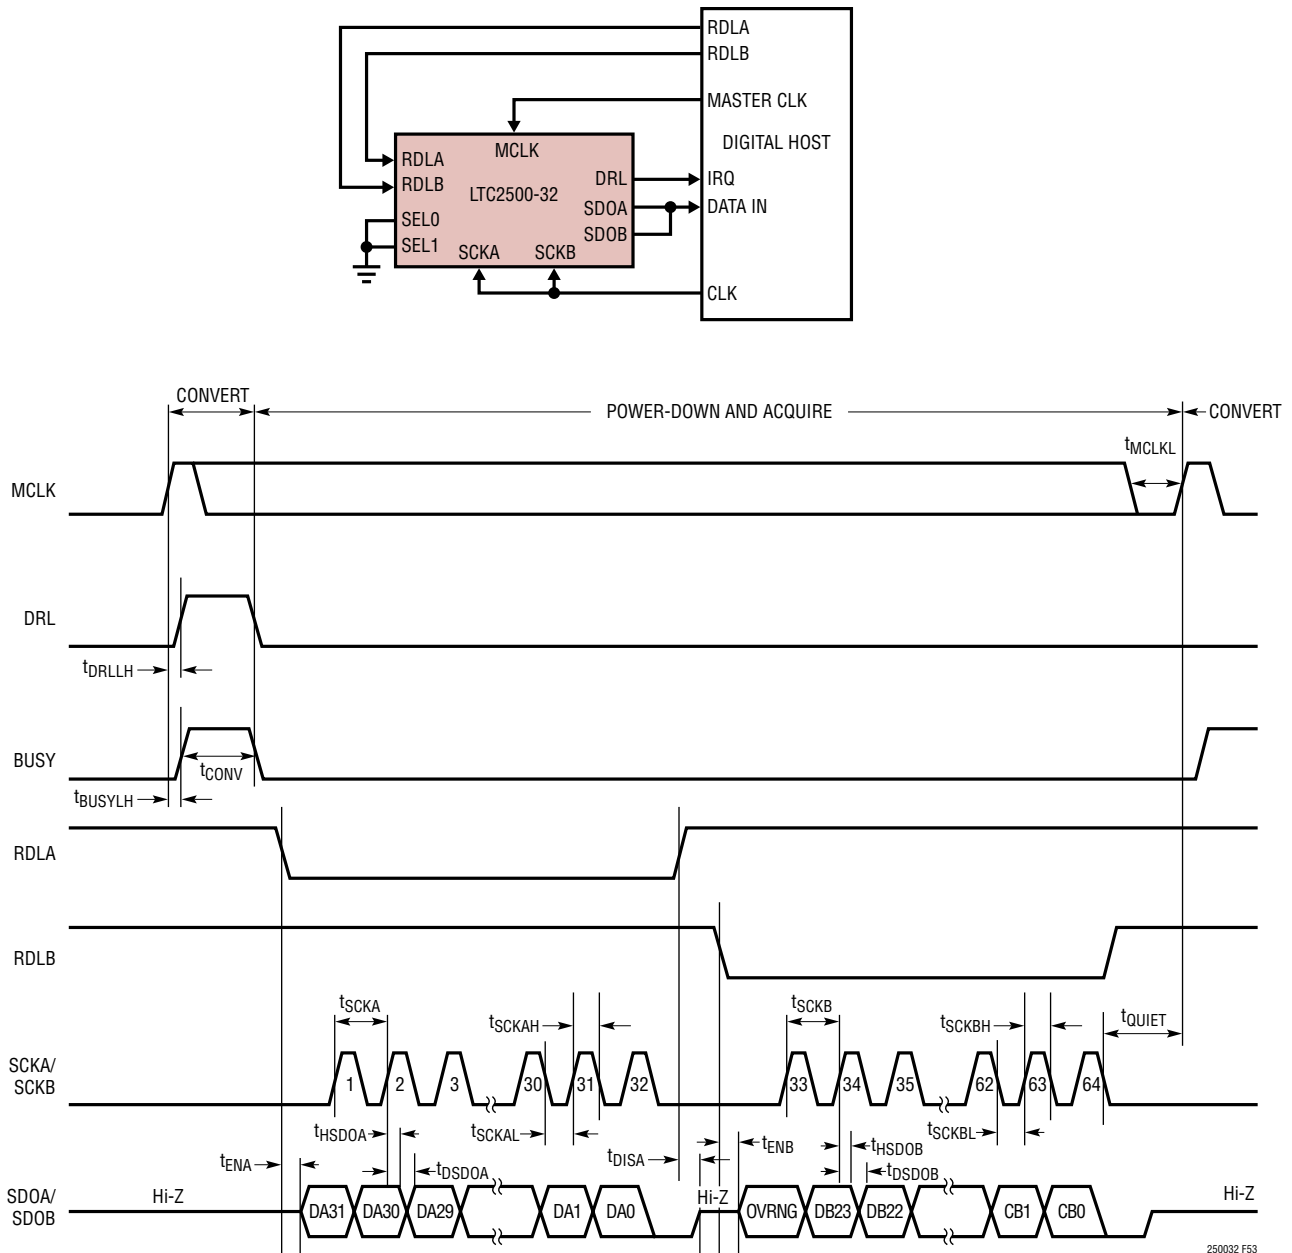 RDLA
RDLB
MASTER CLK
DIGITAL HOST
MCLK
RDLA
RDLB
LTC2500-32
DRL
IRQ
SDOA
DATA IN
SEL0
SDOB
SEL1
SCKA
SCKB
CLK
CONVERT
POWER-DOWN AND ACQUIRE
CONVERT
tMCLKL
MCLK
DRL
tDRLLH
BUSY
tCONV
tBUSYLH
RDLA
RDLB
tSCKA
tSCKAH
tSCKB
tSCKBH
tQUIET
SCKA/
SCKB
1 2 3 30 31 32 33 34 35 62 63 64
tHSDOA
tSCKAL
tSCKBL
tENA
tDSDOA
tDISA
tENB
tHSDOB
tDSDOB
SDOA/
SDOB
Hi-Z DA31 DA30 DA29 DA1 DA0 Hi-Z OVRNG DB23 DB22 CB1 CB0 Hi-Z
250032 F53